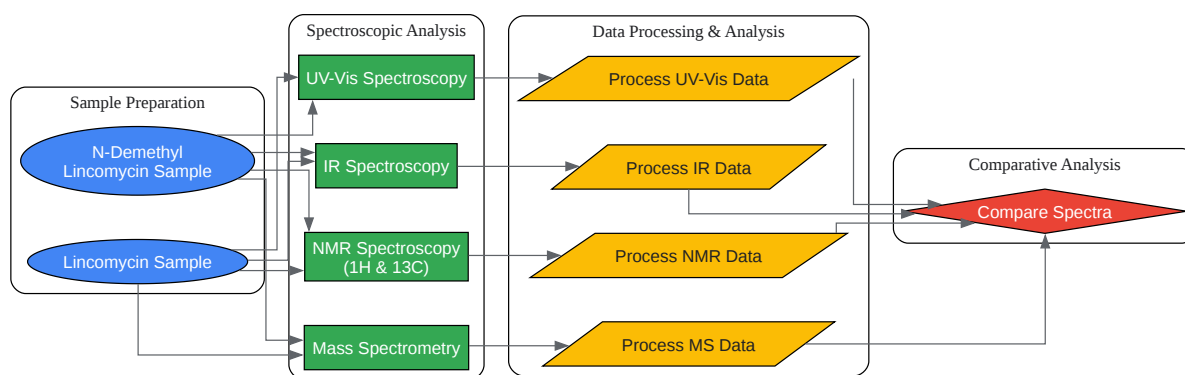 Sample Preparation
N-Demethyl
Lincomycin Sample
Lincomycin Sample
Spectroscopic Analysis
UV-Vis Spectroscopy
IR Spectroscopy
NMR Spectroscopy
(1H & 13C)
Mass Spectrometry
Data Processing & Analysis
Process UV-Vis Data
Process IR Data
Process NMR Data
Process MS Data
Comparative Analysis
Compare Spectra